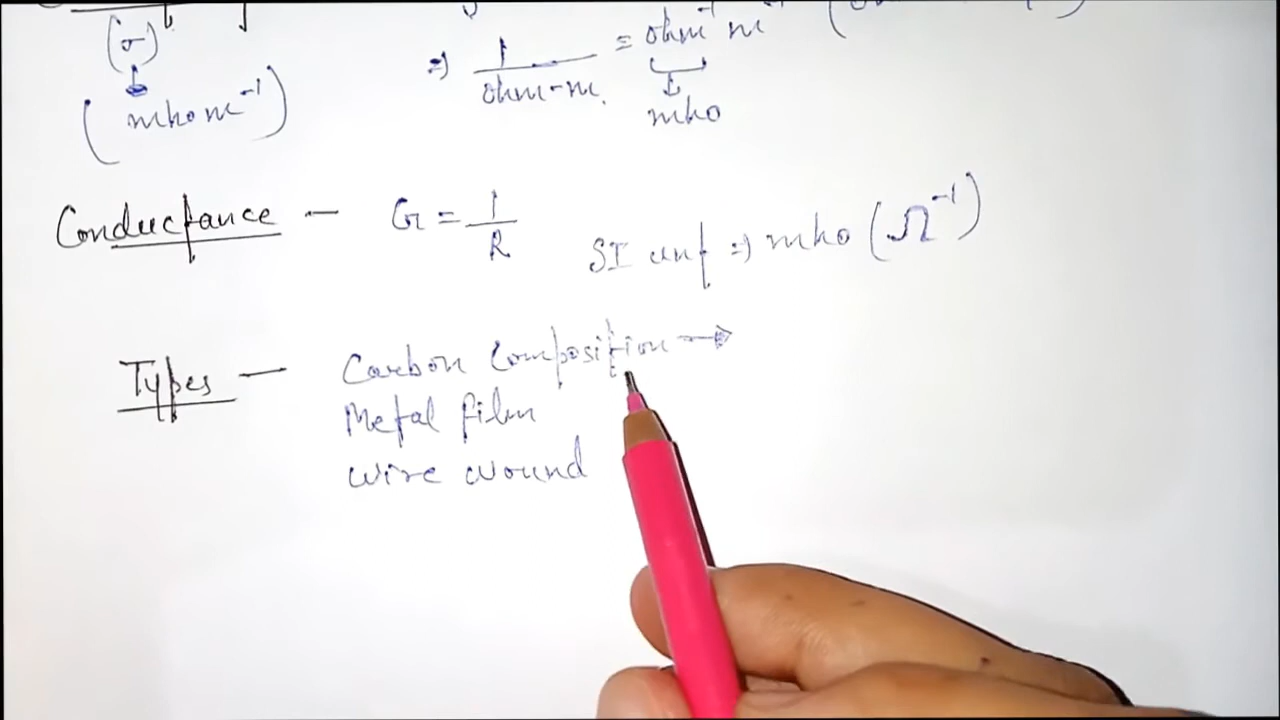 (σ)
⇒ 1/ohm-m. = ohm⁻¹ m⁻¹
(mho m⁻¹)
mho
Conductance — G = 1/R
SI unit ⇒ mho (Ω⁻¹)
Types — Carbon Composition →
Metal film
Wire wound